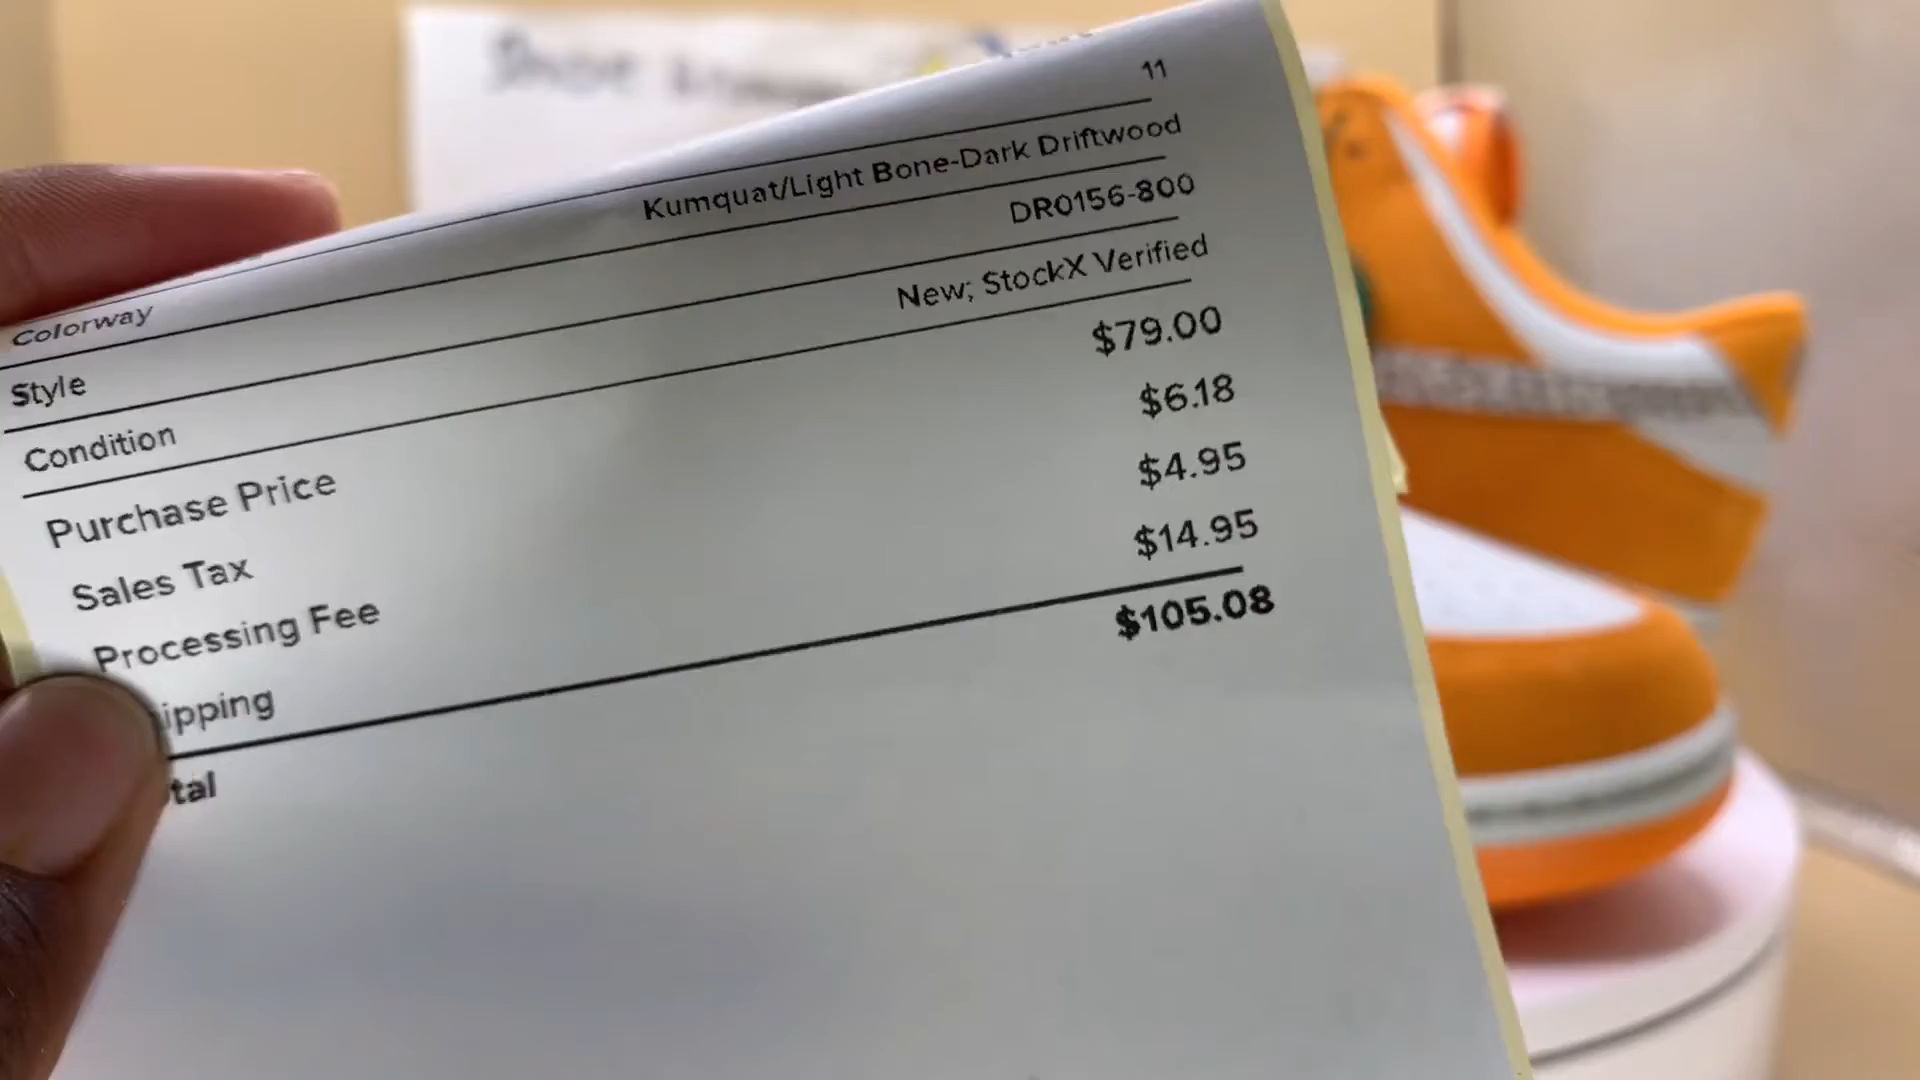 11
Colorway Kumquat/Light Bone-Dark Driftwood
Style DR0156-800
Condition New; StockX Verified
Purchase Price $79.00
Sales Tax $6.18
Processing Fee $4.95
ipping $14.95
tal $105.08